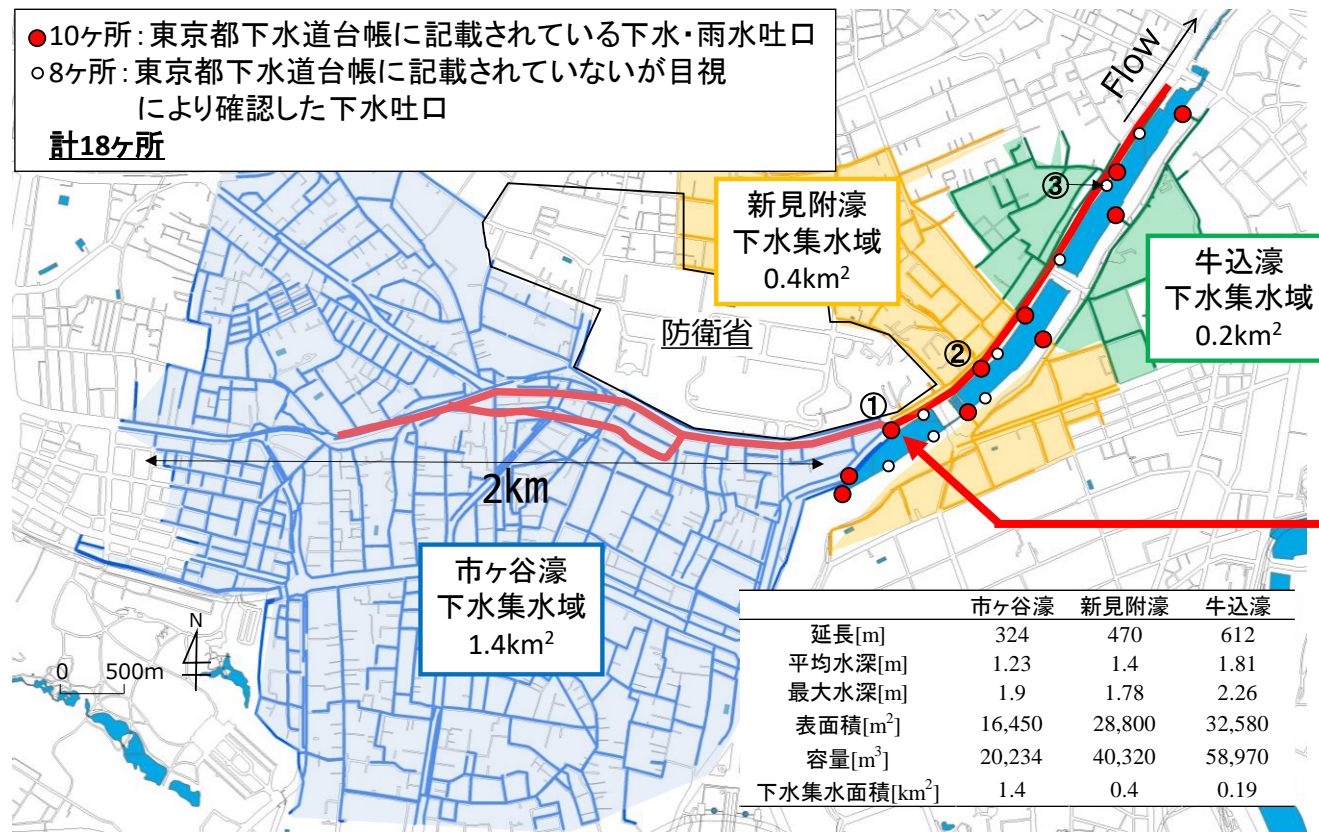 ●10ヶ所：東京都下水道台帳に記載されている下水・雨水吐口
○8ヶ所：東京都下水道台帳に記載されていないが目視
により確認した下水吐口
計18ヶ所
Flow
③
新見附濠
下水集水域
0.4km²
牛込濠
下水集水域
0.2km²
防衛省
②
①
2km
市ヶ谷濠
下水集水域
1.4km²
N
0 500m
市ヶ谷濠 新見附濠 牛込濠
延長[m] 324 470 612
平均水深[m] 1.23 1.4 1.81
最大水深[m] 1.9 1.78 2.26
表面積[m²] 16,450 28,800 32,580
容量[m³] 20,234 40,320 58,970
下水集水面積[km²] 1.4 0.4 0.19